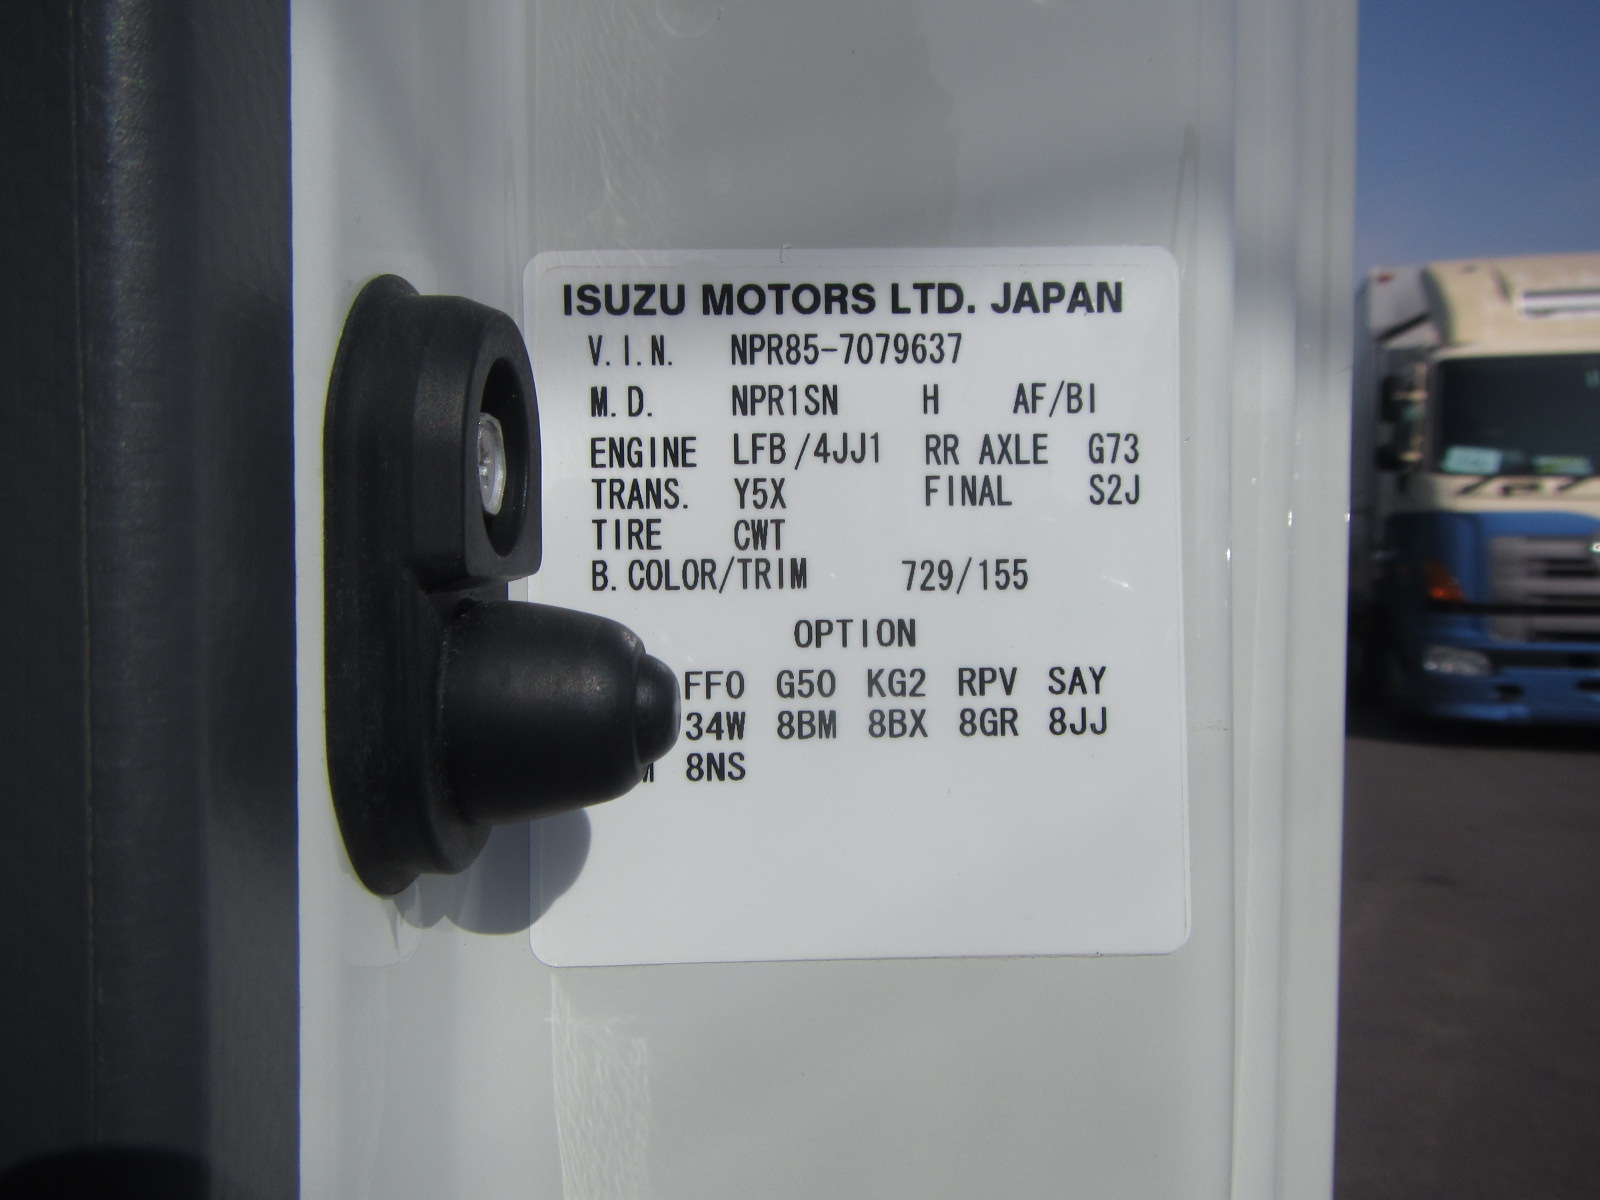 ISUZU MOTORS LTD. JAPAN
V.I.N. NPR85-7079637
M.D. NPR1SN H AF/BI
ENGINE LFB/4JJ1 RR AXLE G73
TRANS. Y5X FINAL S2J
TIRE CWT
B.COLOR/TRIM 729/155
OPTION
FF0 G50 KG2 RPV SAY
34W 8BM 8BX 8GR 8JJ
8NS